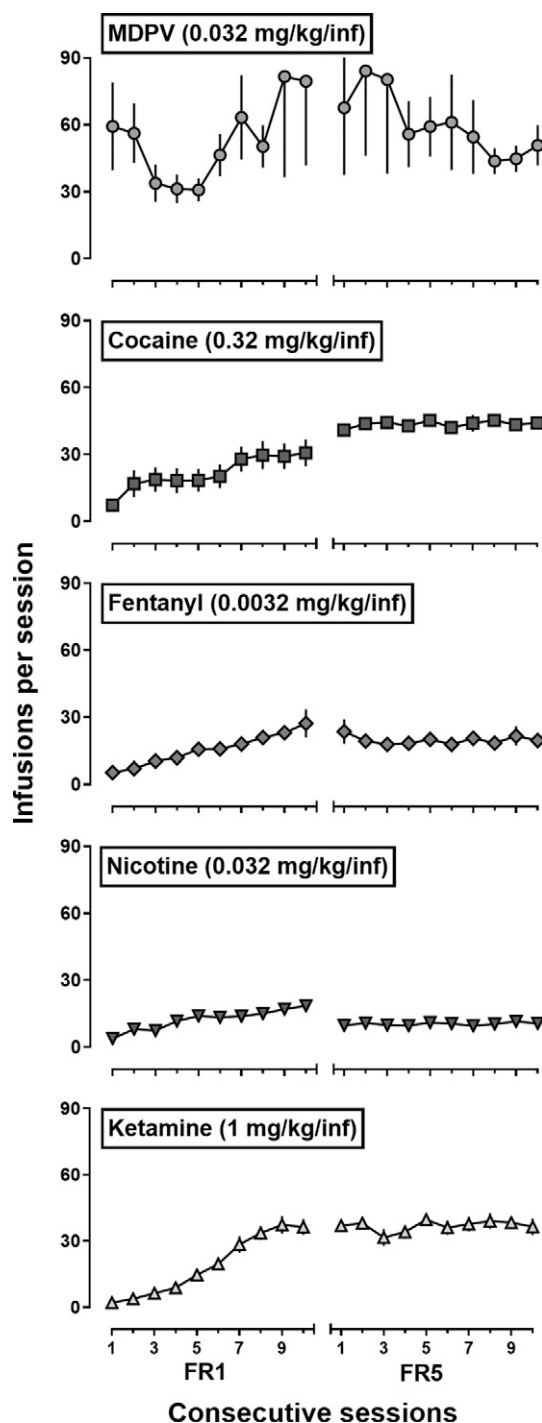 Infusions per session
MDPV (0.032 mg/kg/inf)
90
60
30
0
Cocaine (0.32 mg/kg/inf)
90
60
30
0
Fentanyl (0.0032 mg/kg/inf)
90
60
30
0
Nicotine (0.032 mg/kg/inf)
90
60
30
0
Ketamine (1 mg/kg/inf)
90
60
30
0
1 3 5 7 9 1 3 5 7 9
FR1 FR5
Consecutive sessions